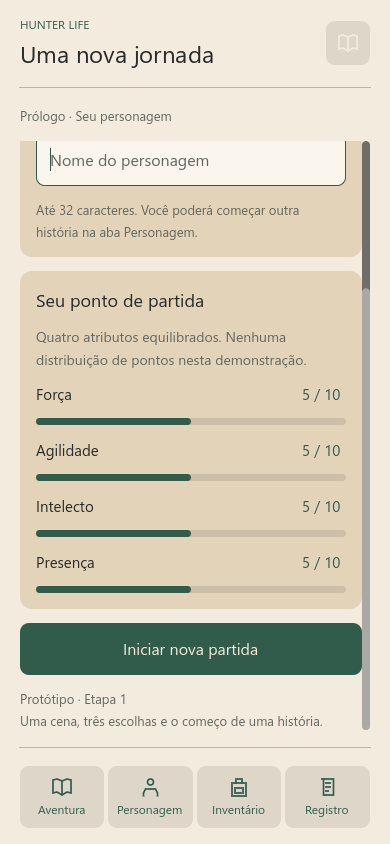 HUNTER LIFE
Uma nova jornada
Prólogo · Seu personagem
Nome do personagem
Até 32 caracteres. Você poderá começar outra
história na aba Personagem.
Seu ponto de partida
Quatro atributos equilibrados. Nenhuma
distribuição de pontos nesta demonstração.
Força 5 / 10
Agilidade 5 / 10
Intelecto 5 / 10
Presença 5 / 10
Iniciar nova partida
Protótipo · Etapa 1
Uma cena, três escolhas e o começo de uma história.
Aventura Personagem Inventário Registro